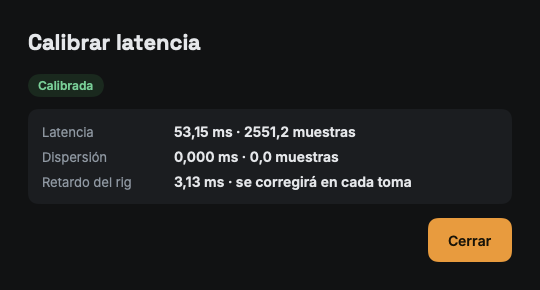 Calibrar latencia
Calibrada
Latencia 53,15 ms · 2551,2 muestras
Dispersión 0,000 ms · 0,0 muestras
Retardo del rig 3,13 ms · se corregirá en cada toma
Cerrar